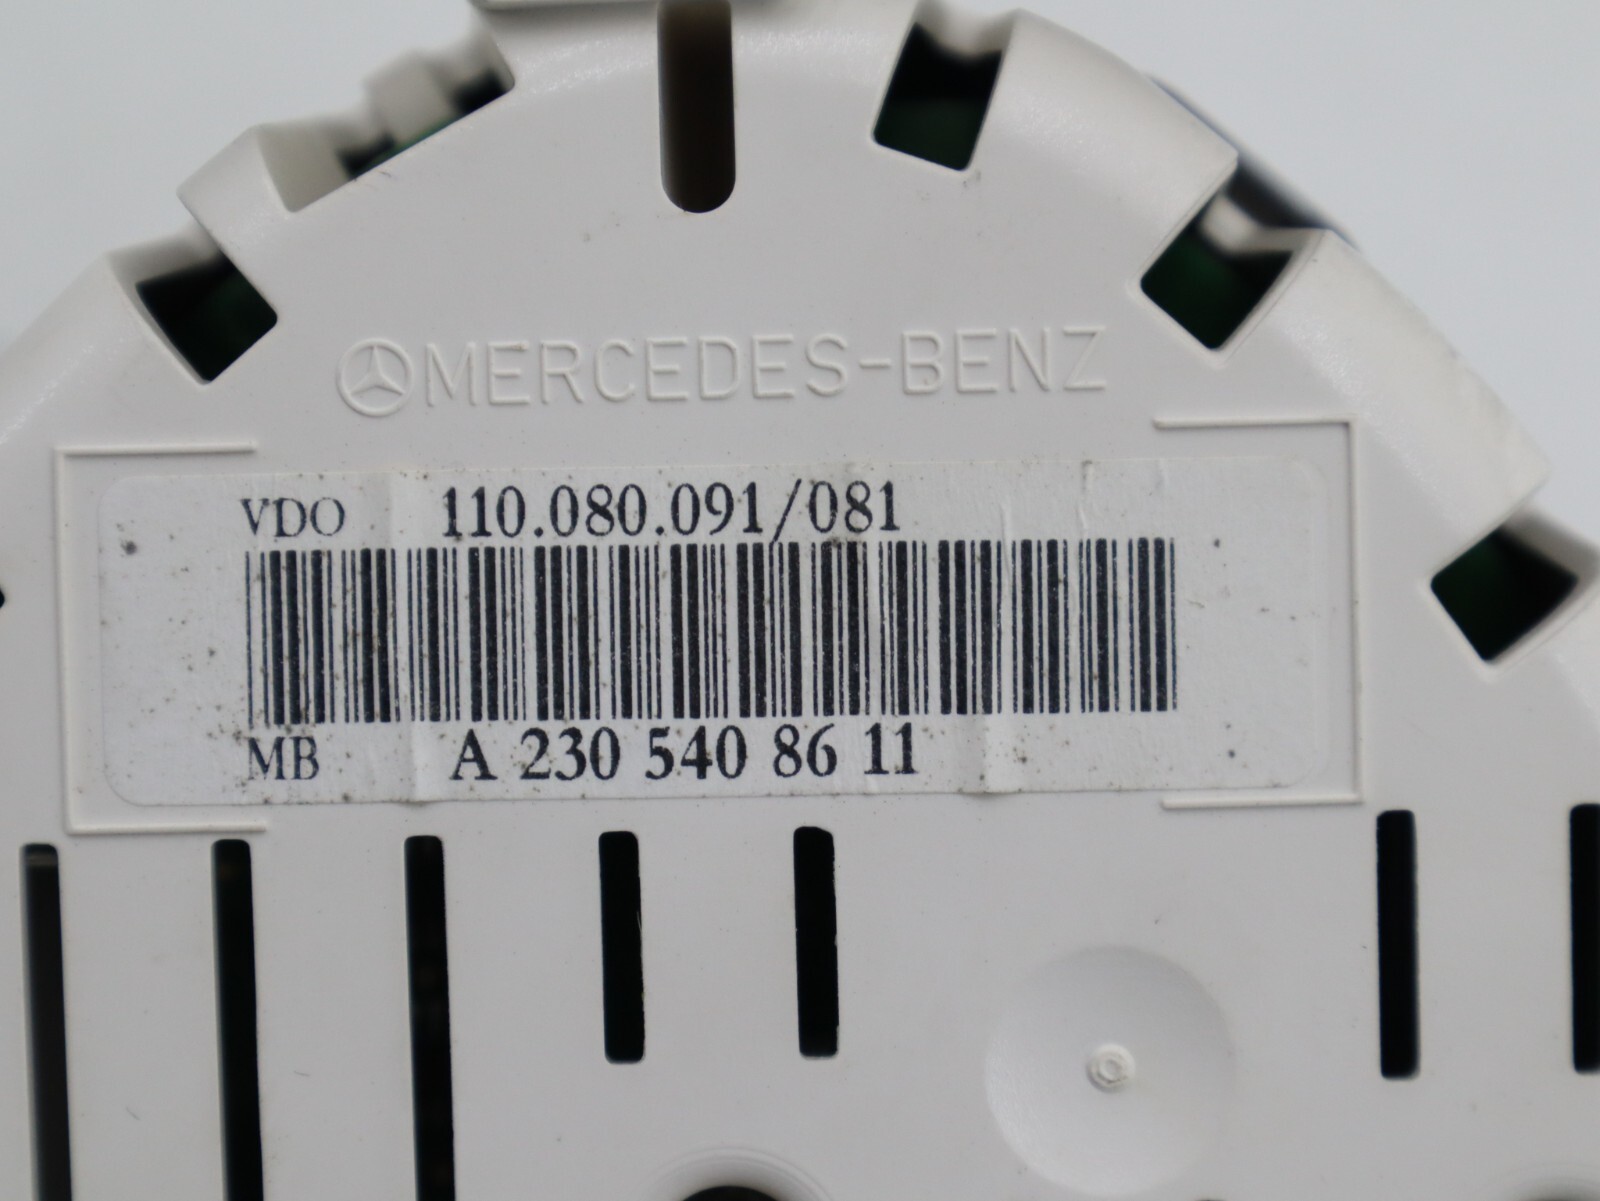 MERCEDES-BENZ
VDO 110.080.091/081
MB A 230 540 86 11